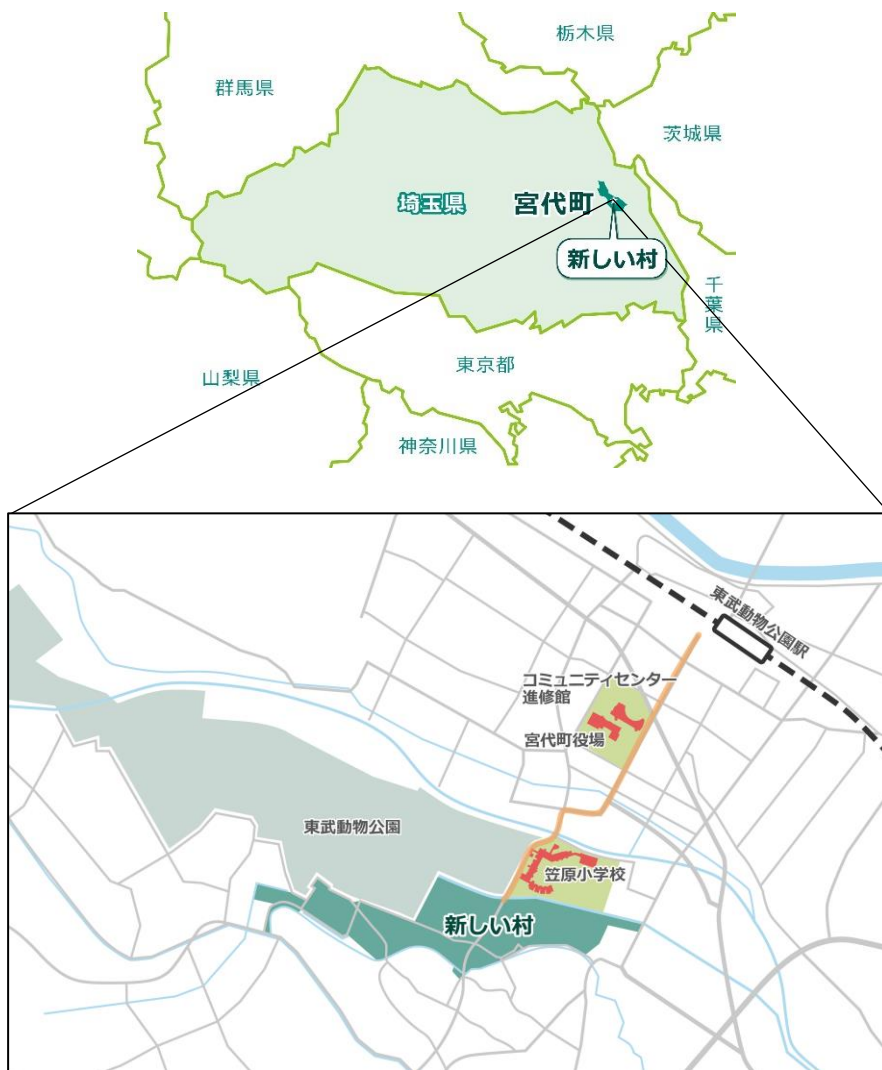 栃木県
群馬県
茨城県
埼玉県
宮代町
新しい村
千葉県
東京都
山梨県
神奈川県
東武動物公園駅
コミュニティセンター
進修館
宮代町役場
東武動物公園
笠原小学校
新しい村